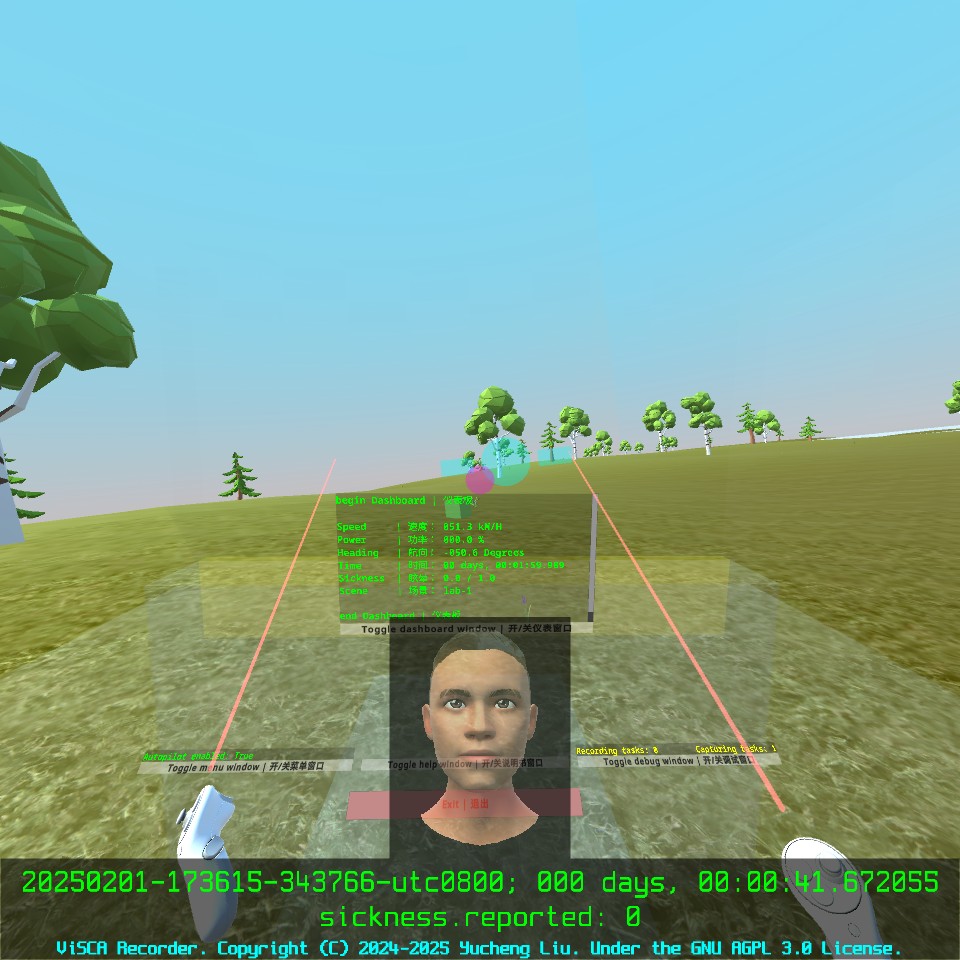 begin Dashboard | 仪表板
Speed | 速度: 051.3 kM/H
Power | 功率: 000.0 %
Heading | 航向: -050.6 Degrees
Time | 时间: 00 days, 00:01:59.989
Sickness | 眩晕: 0.0 / 1.0
scene | 场景: lab-1
end Dashboard | 仪表板
Toggle dashboard window | 开/关仪表窗口
Autopilot enabled: True
Recording tasks: 0 Capturing tasks: 1
Toggle menu window | 开/关菜单窗口
Toggle help window | 开/关说明书窗口
Toggle debug window | 开/关调试窗口
Exit | 退出
20250201-173615-343766-utc0800; 000 days, 00:00:41.672055
sickness.reported: 0
ViSCA Recorder. Copyright (C) 2024-2025 Yucheng Liu. Under the GNU AGPL 3.0 License.